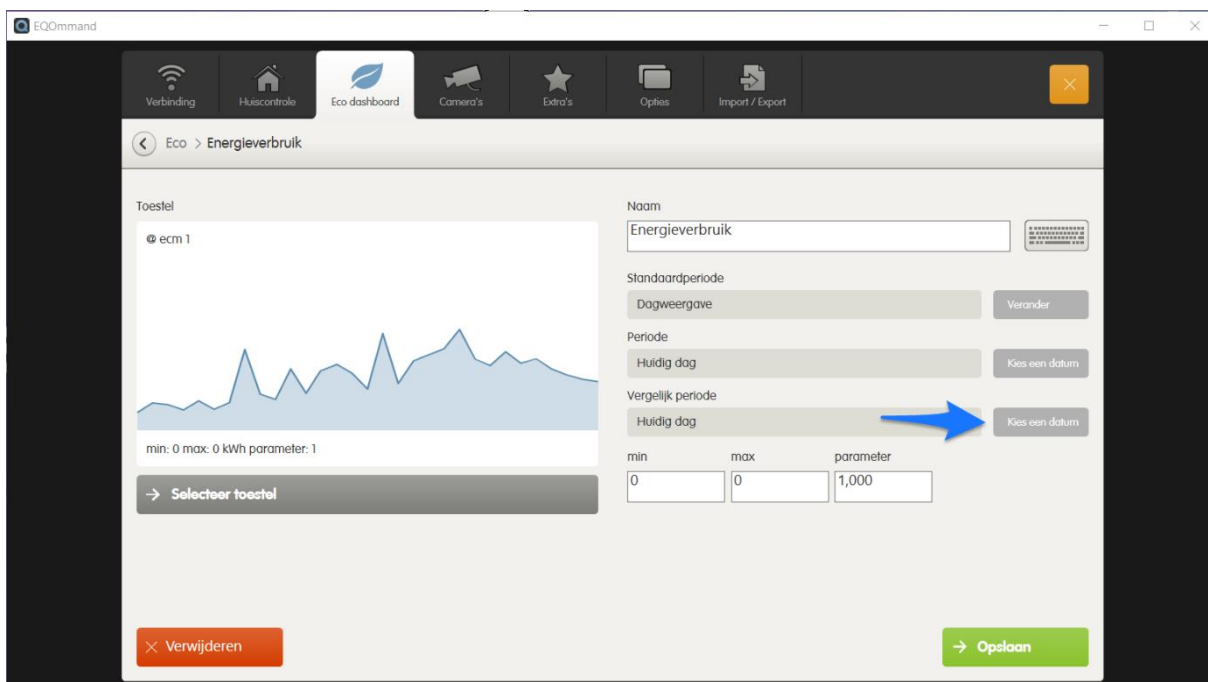 EQOmmand
Verbinding
Huiscontrole
Eco dashboard
Camera's
Extra's
Opties
Import / Export
Eco > Energieverbruik
Toestel
@ ecm 1
min: 0 max: 0 kWh parameter: 1
Selecteer toestel
Naam
Energieverbruik
Standaardperiode
Dagweergave
Verander
Periode
Huidig dag
Kies een datum
Vergelijk periode
Huidig dag
Kies een datum
min max parameter
0 0 1,000
Verwijderen
Opslaan